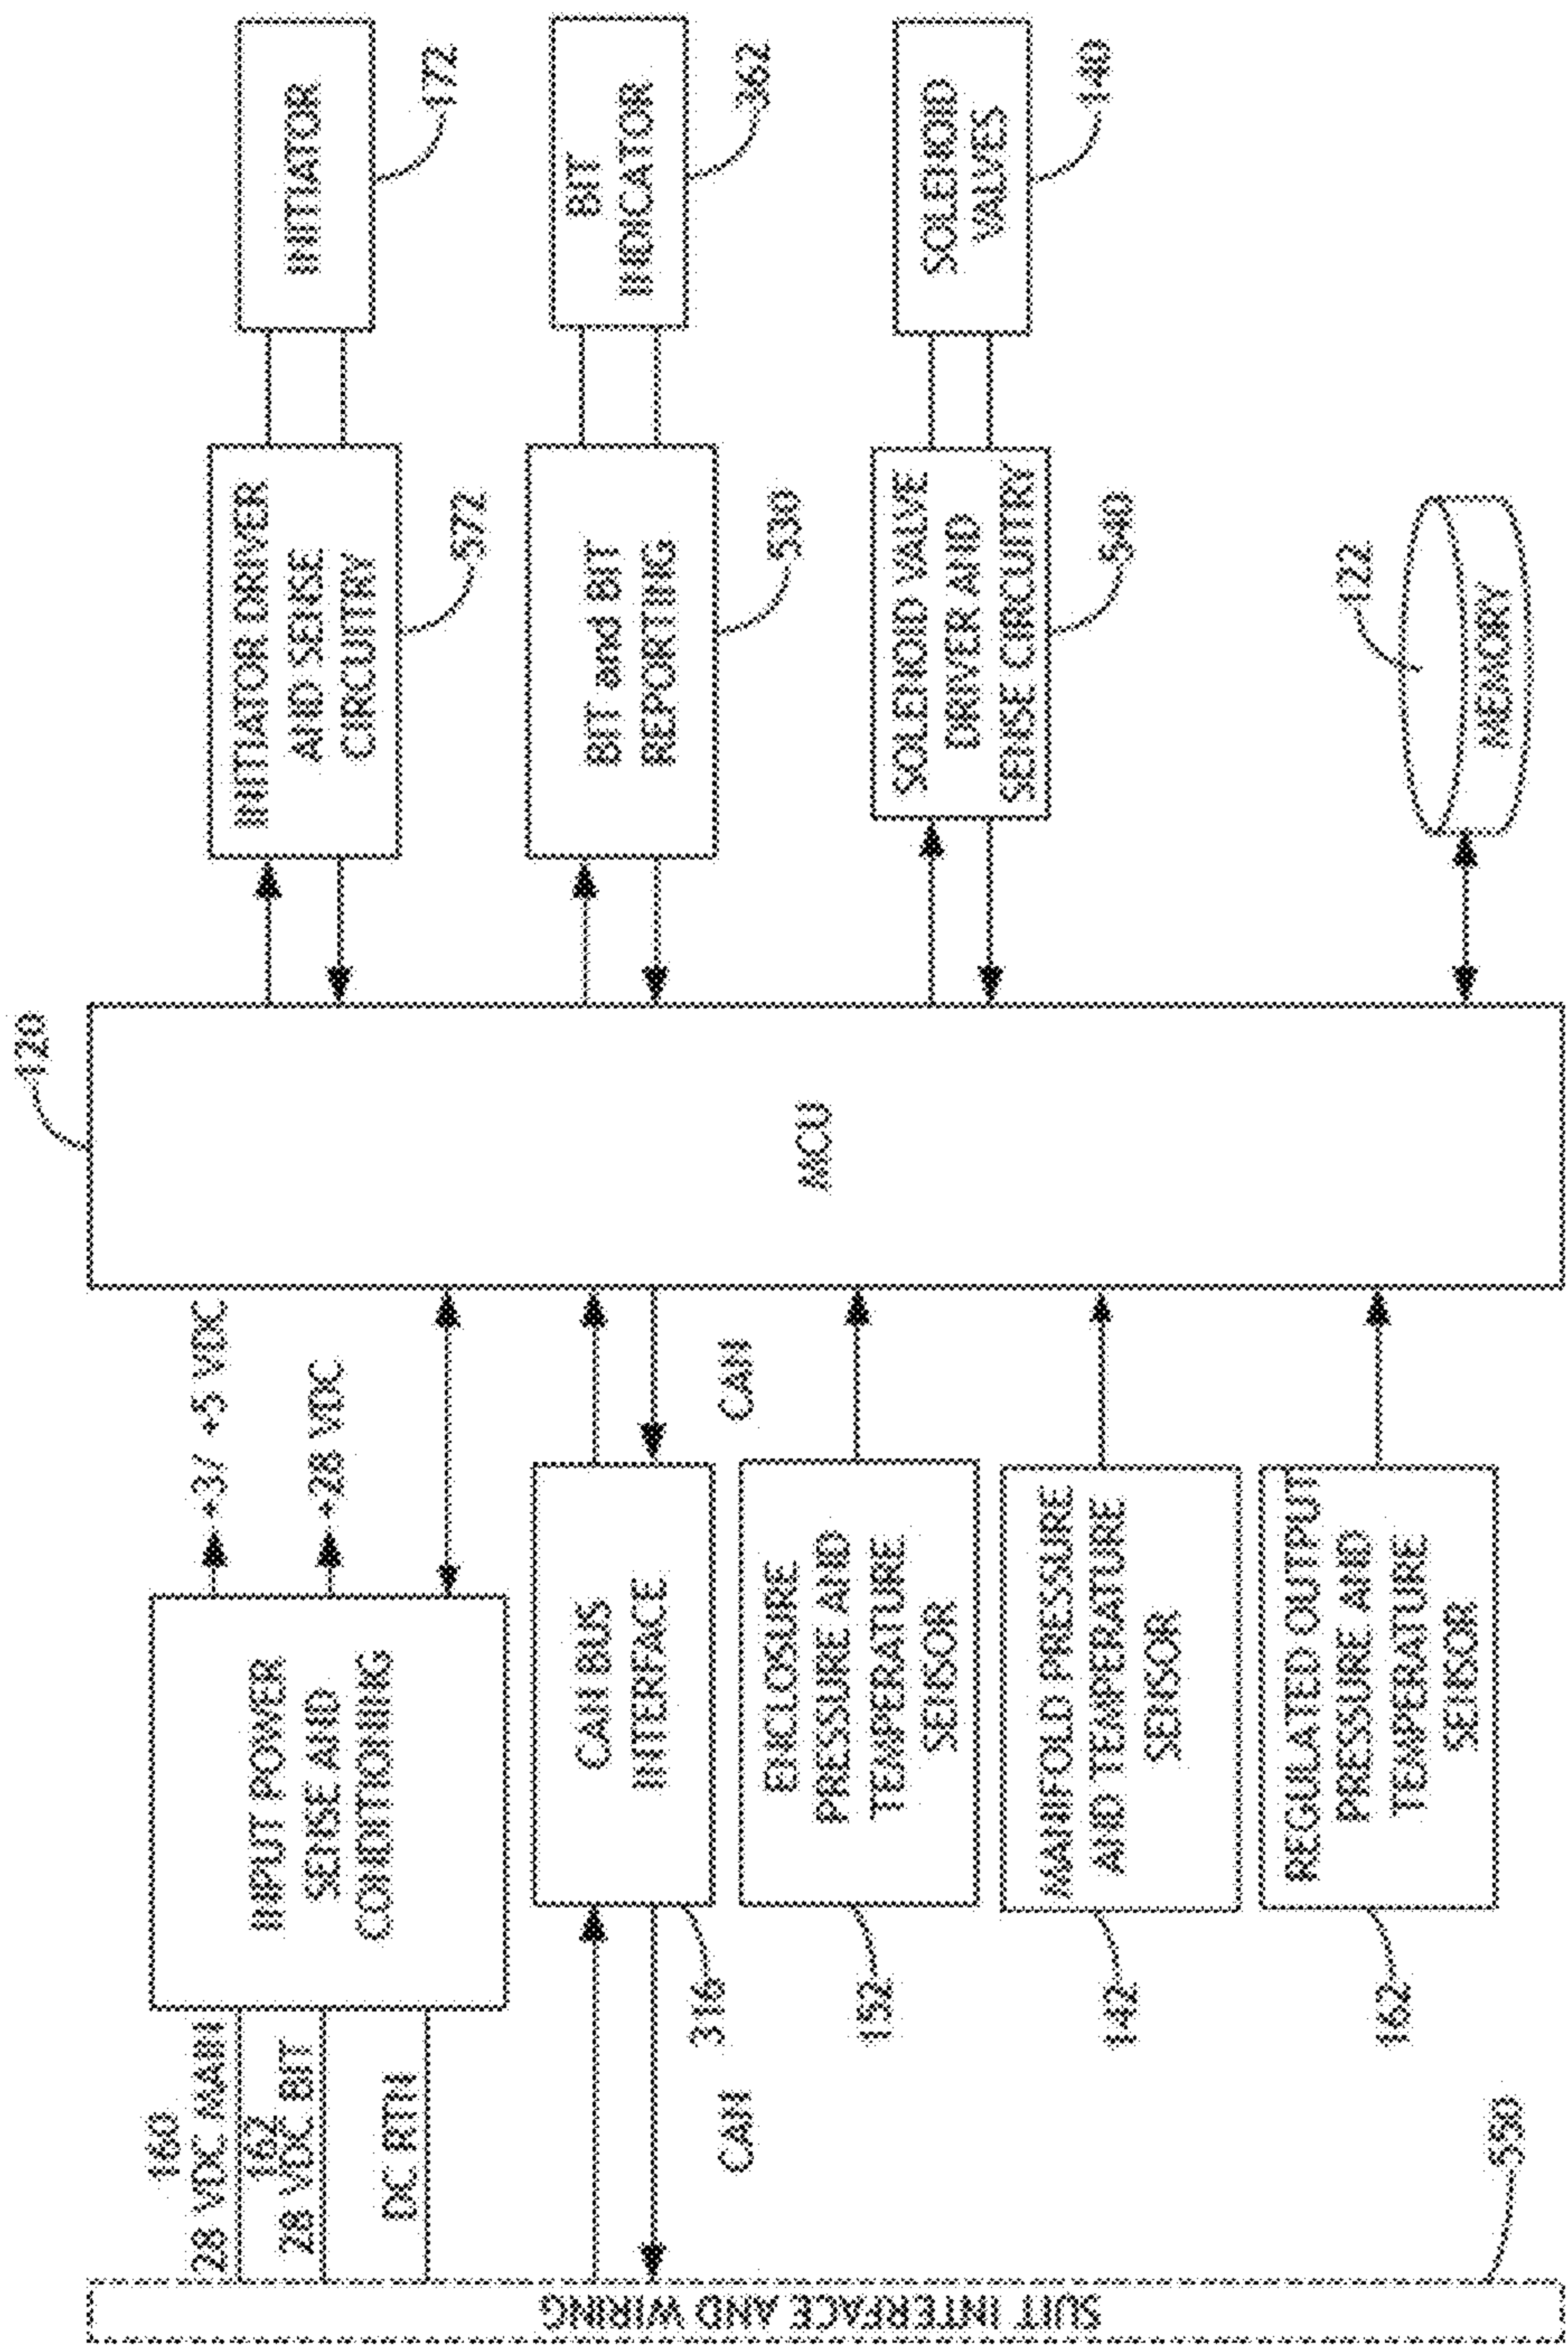 120
160
28 VDC MAIN
162
28 VDC BIT
DC RTN
INPUT POWER
SENSE AND
CONDITIONING
+3/ +5 VDC
+28 VDC
CAN BUS
INTERFACE
316
CAN
CAN
ENCLOSURE
PRESSURE AND
TEMPERATURE
SENSOR
152
MANIFOLD PRESSURE
AND TEMPERATURE
SENSOR
142
REGULATED OUTPUT
PRESSURE AND
TEMPERATURE
SENSOR
162
SUIT INTERFACE AND WIRING
550
MCU
INITIATOR DRIVER
AND SENSE
CIRCUITRY
572
INITIATOR
172
BIT and BIT
REPORTING
530
BIT
INDICATOR
362
SOLENOID VALVE
DRIVER AND
SENSE CIRCUITRY
540
SOLENOID
VALVES
140
122
MEMORY